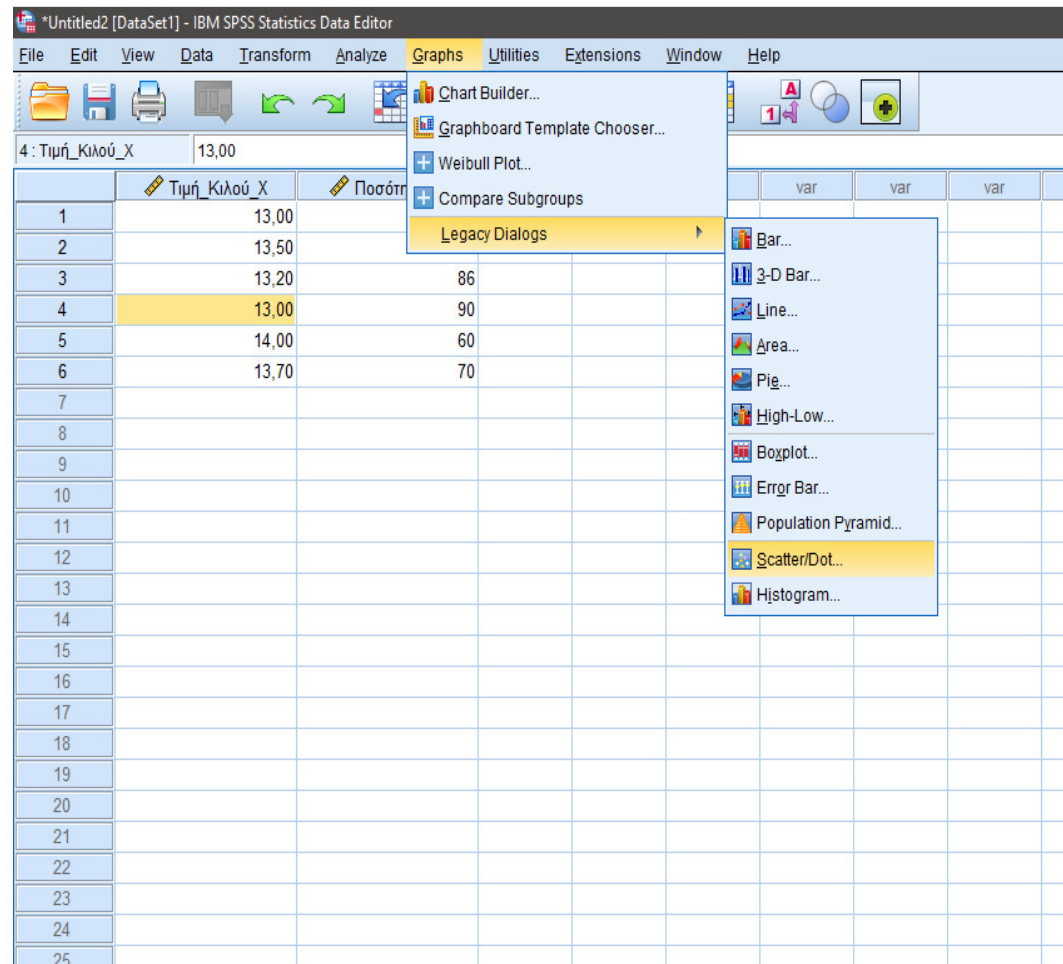 *Untitled2 [DataSet1] - IBM SPSS Statistics Data Editor
File Edit View Data Transform Analyze Graphs Utilities Extensions Window Help
Chart Builder...
Graphboard Template Chooser...
Weibull Plot...
Compare Subgroups
Legacy Dialogs
A
1
4 : Τιμή_Κιλού_Χ 13,00
Τιμή_Κιλού_Χ var var var
1 13,00
2 13,50
3 13,20 86
4 13,00 90
5 14,00 60
6 13,70 70
7
8
9
10
11
12
13
14
15
16
17
18
19
20
21
22
23
24
25
Bar...
3-D Bar...
Line...
Area...
Pie...
High-Low...
Boxplot...
Error Bar...
Population Pyramid...
Scatter/Dot...
Histogram...